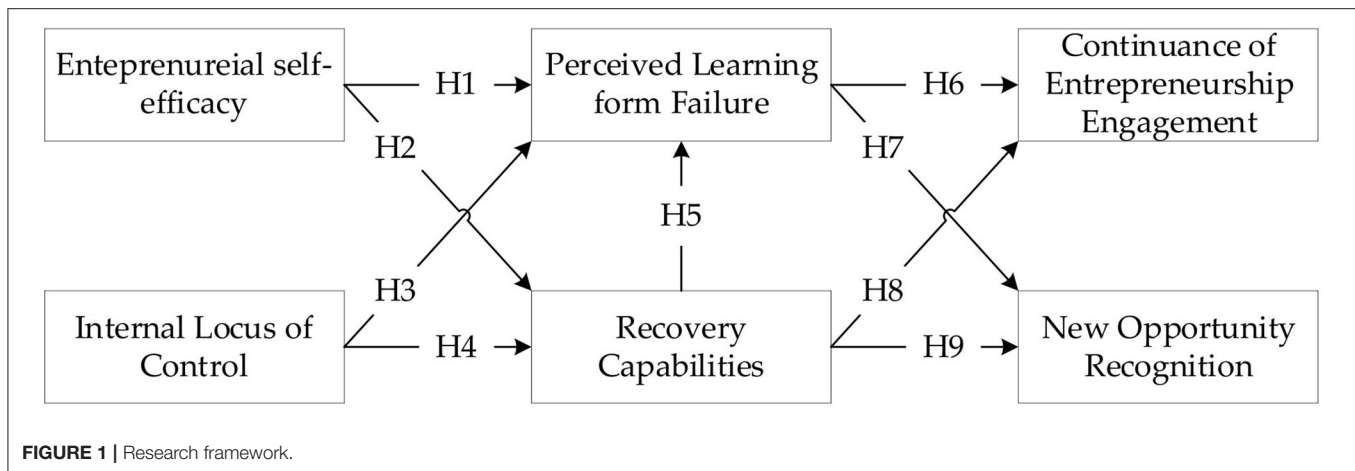 Enteprenureial self-
efficacy
H1
Perceived Learning
form Failure
H6
Continuance of
Entrepreneurship
Engagement
H2
H7
H5
H3
H8
Internal Locus of
Control
H4
Recovery
Capabilities
H9
New Opportunity
Recognition
FIGURE 1 | Research framework.